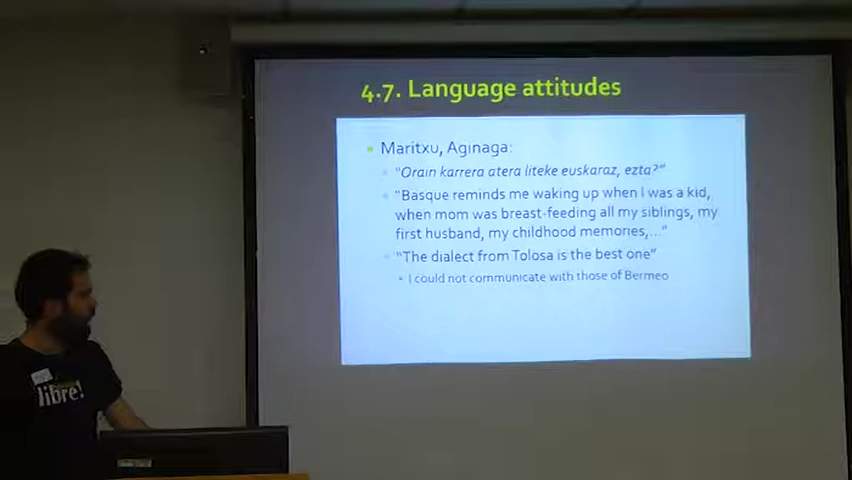 4.7. Language attitudes
Maritxu, Aginaga:
"Orain karrera atera liteke euskaraz, ezta?"
"Basque reminds me waking up when I was a kid,
when mom was breast-feeding all my siblings, my
first husband, my childhood memories,..."
"The dialect from Tolosa is the best one"
I could not communicate with those of Bermeo
libre!